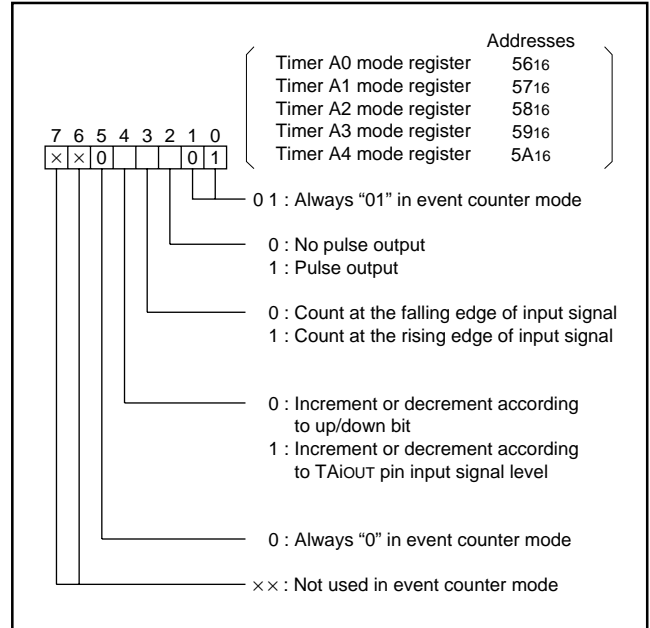 Addresses
Timer A0 mode register 5616
Timer A1 mode register 5716
Timer A2 mode register 5816
Timer A3 mode register 5916
Timer A4 mode register 5A16
7 6 5 4 3 2 1 0
× × 0 0 1
0 1 : Always “01” in event counter mode
0 : No pulse output
1 : Pulse output
0 : Count at the falling edge of input signal
1 : Count at the rising edge of input signal
0 : Increment or decrement according
to up/down bit
1 : Increment or decrement according
to TAiOUT pin input signal level
0 : Always “0” in event counter mode
×× : Not used in event counter mode